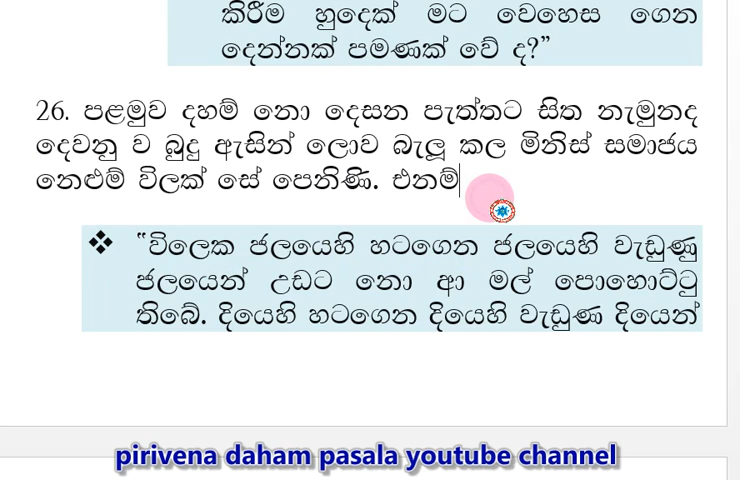 කිරීම හුදෙක් මට වෙහෙස ගෙන
දෙන්නක් පමණක් වේ ද?”
26. පළමුව දහම් නො දෙසන පැත්තට සිත නැමුනද
දෙවනු ව බුදු ඇසින් ලොව බැලූ කල මිනිස් සමාජය
නෙළුම් විලක් සේ පෙනිණි. එනම්
❖ “විලෙක ජලයෙහි හටගෙන ජලයෙහි වැඩුණු
ජලයෙන් උඩට නො ආ මල් පොහොට්ටු
තිබේ. දියෙහි හටගෙන දියෙහි වැඩුණ දියෙන්
pirivena daham pasala youtube channel